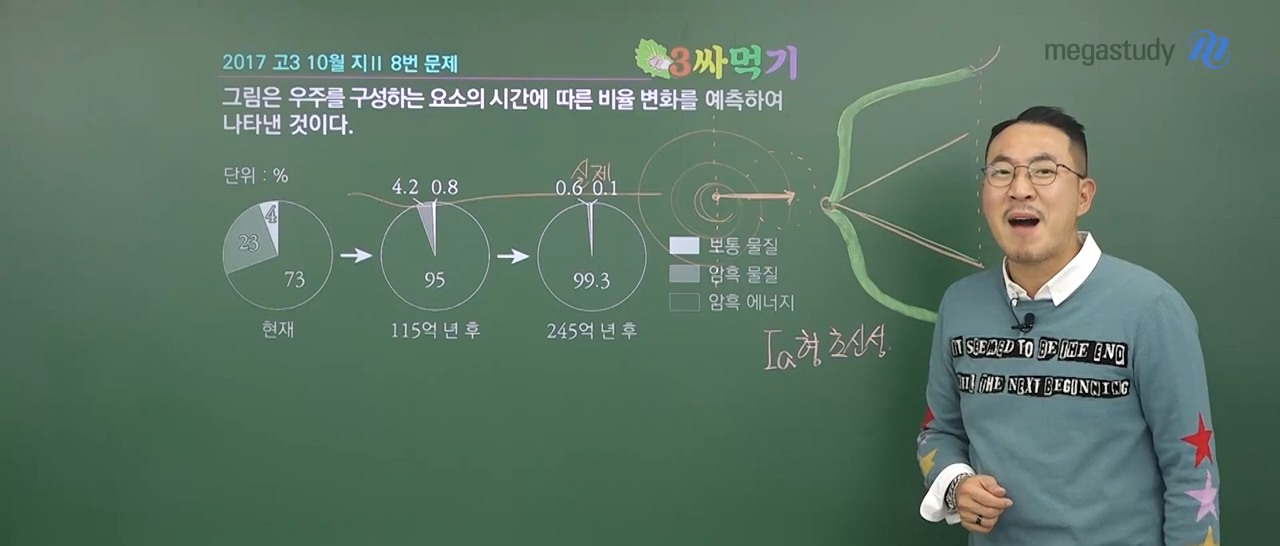 megastudy
2017 고3 10월 지II 8번 문제
3싸먹기
그림은 우주를 구성하는 요소의 시간에 따른 비율 변화를 예측하여
나타낸 것이다.
단위 : %
실제
4
23
73
현재
4.2 0.8
95
115억 년 후
0.6 0.1
99.3
245억 년 후
보통 물질
암흑 물질
암흑 에너지
Ia형 초신성
IT SEEMED TO BE THE END
THE NEXT BEGINNING